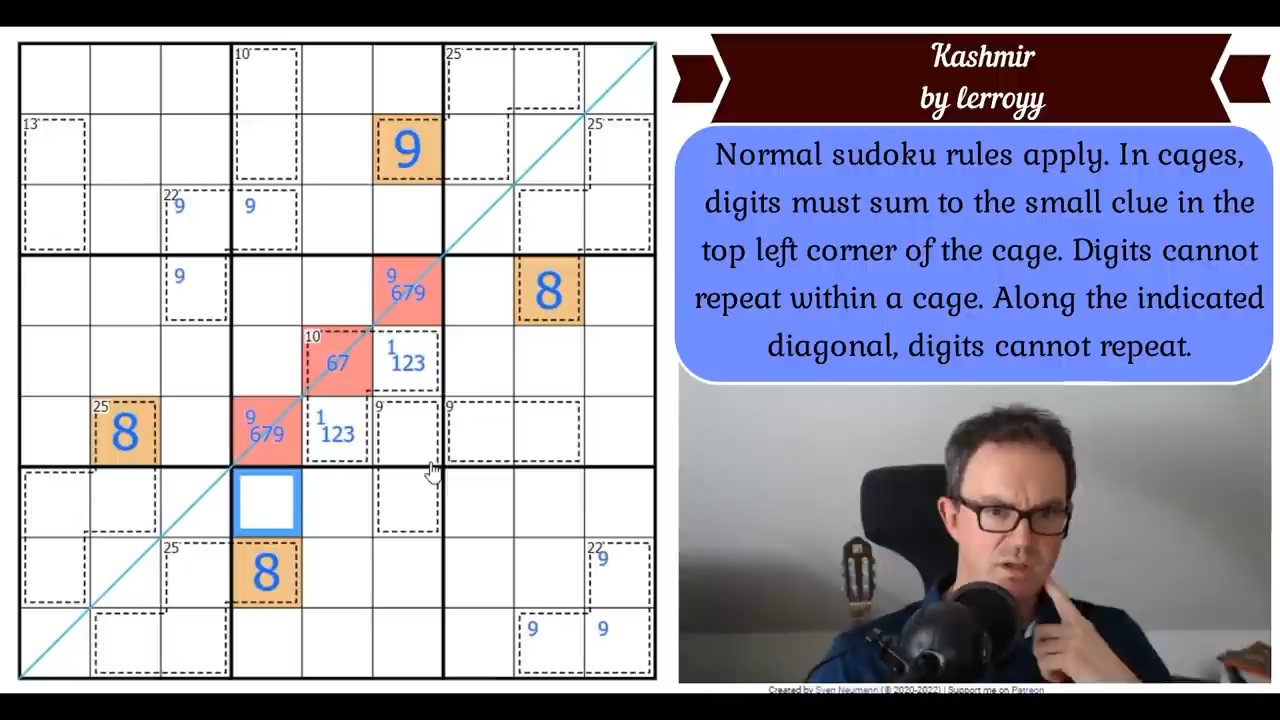 Kashmir
by lerroyy
Normal sudoku rules apply. In cages,
digits must sum to the small clue in the
top left corner of the cage. Digits cannot
repeat within a cage. Along the indicated
diagonal, digits cannot repeat.
10 25
13 9 25
22 9 9
9 9 679 8
10 67 1 123
25 8 9 679 1 123 9 9
25 8 22 9
9 9
Created by Sven Neumann (© 2020-2022) | Support me on Patreon